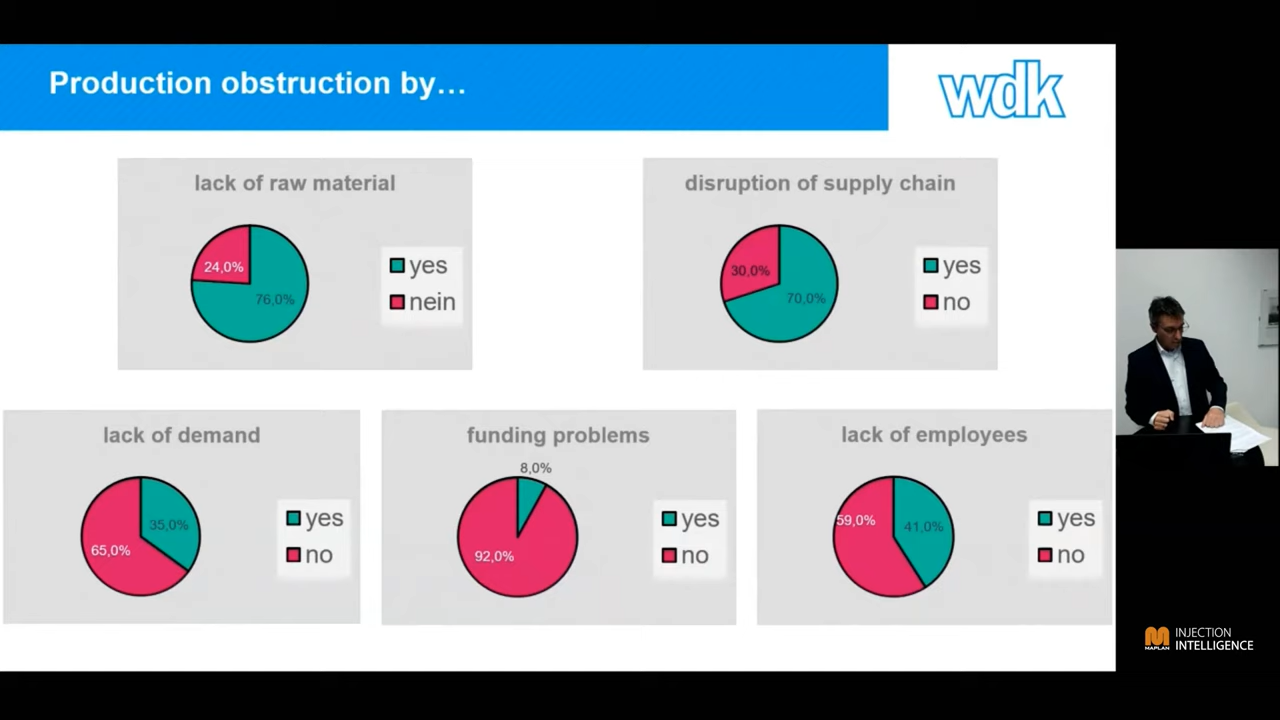 Production obstruction by…
wdk
lack of raw material
24,0%
76,0%
yes
nein
disruption of supply chain
30,0%
70,0%
yes
no
lack of demand
35,0%
65,0%
yes
no
funding problems
8,0%
92,0%
yes
no
lack of employees
59,0%
41,0%
yes
no
MAPLAN
INJECTION
INTELLIGENCE